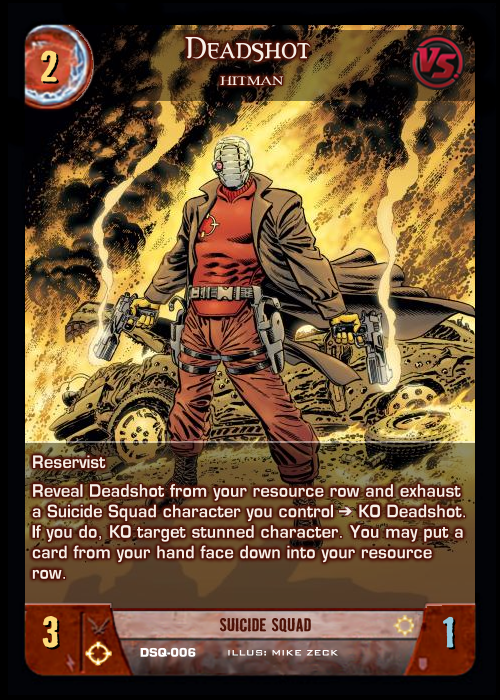 2
Deadshot
HITMAN
VS
Reservist
Reveal Deadshot from your resource row and exhaust
a Suicide Squad character you control ➔ KO Deadshot.
If you do, KO target stunned character. You may put a
card from your hand face down into your resource
row.
3
SUICIDE SQUAD
1
DSQ-006 ILLUS: MIKE ZECK